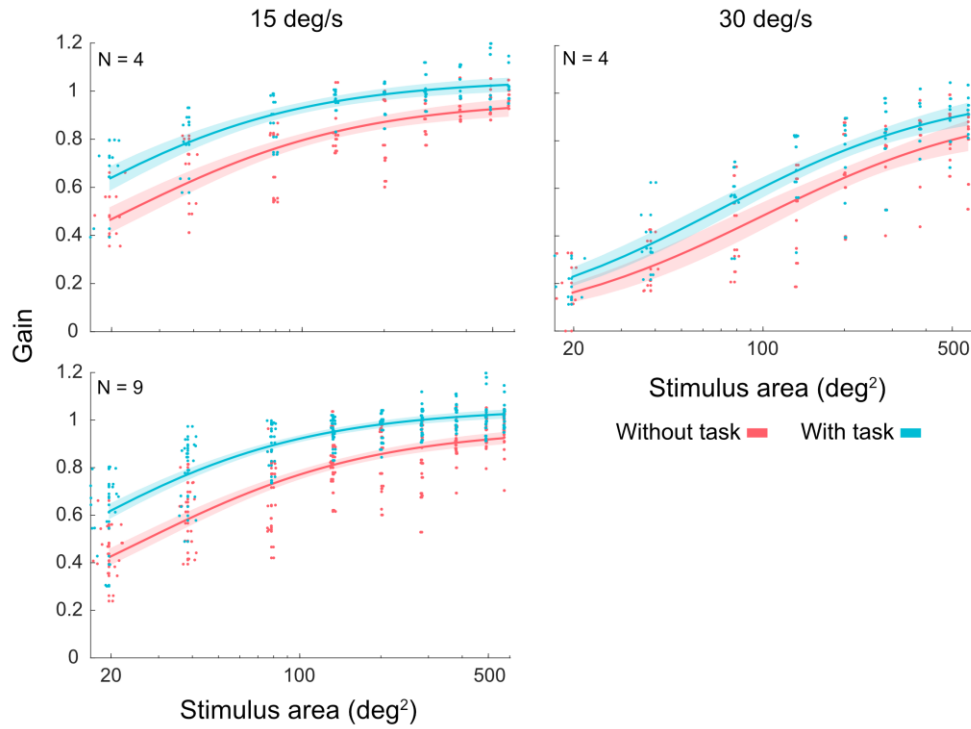 15 deg/s
30 deg/s
1.2
N = 4
1
0.8
0.6
0.4
0.2
0
N = 4
20
100
500
Stimulus area (deg²)
Without task
With task
Gain
1.2
N = 9
1
0.8
0.6
0.4
0.2
0
20
100
500
Stimulus area (deg²)